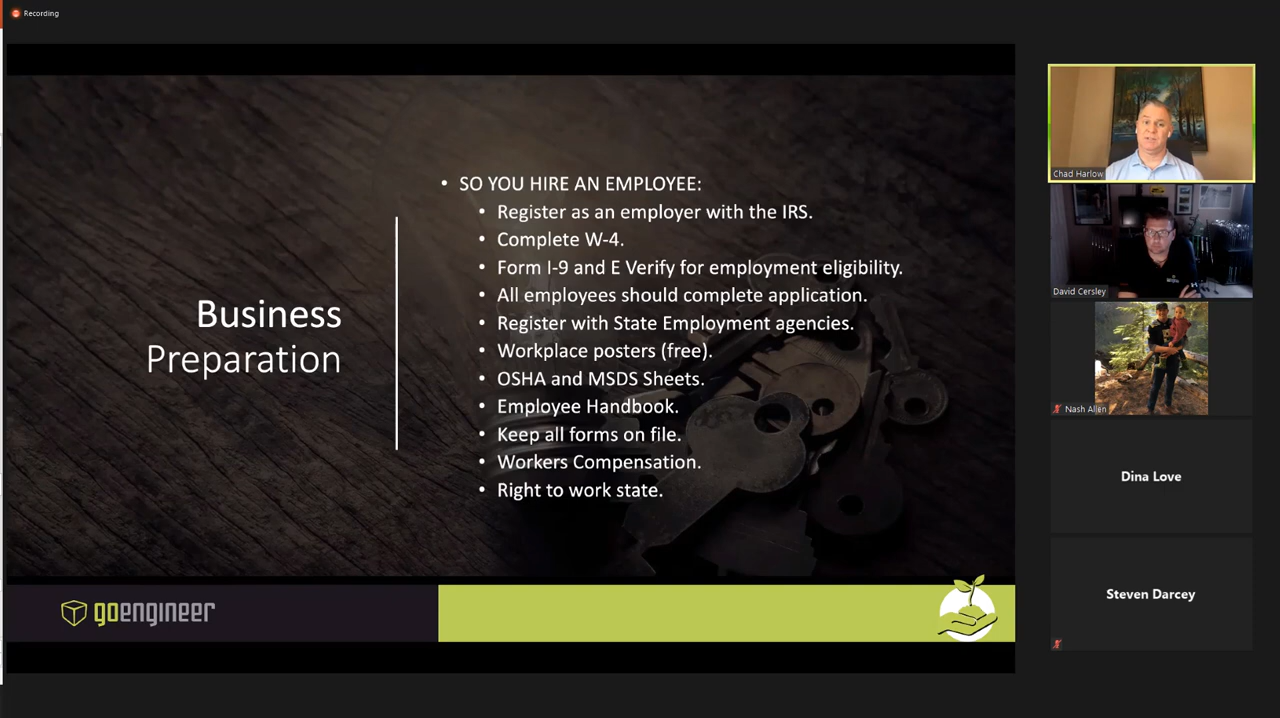 Recording
Business
Preparation
• SO YOU HIRE AN EMPLOYEE:
• Register as an employer with the IRS.
• Complete W-4.
• Form I-9 and E Verify for employment eligibility.
• All employees should complete application.
• Register with State Employment agencies.
• Workplace posters (free).
• OSHA and MSDS Sheets.
• Employee Handbook.
• Keep all forms on file.
• Workers Compensation.
• Right to work state.
goengineer
Chad Harlow
David Cersley
Nash Allen
Dina Love
Steven Darcey